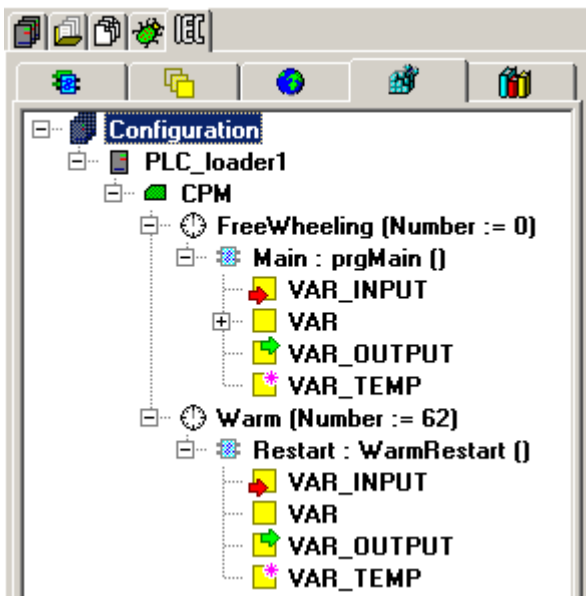 IEC
Configuration
PLC_loader1
CPM
FreeWheeling (Number := 0)
Main : prgMain ()
VAR_INPUT
VAR
VAR_OUTPUT
VAR_TEMP
Warm (Number := 62)
Restart : WarmRestart ()
VAR_INPUT
VAR
VAR_OUTPUT
VAR_TEMP